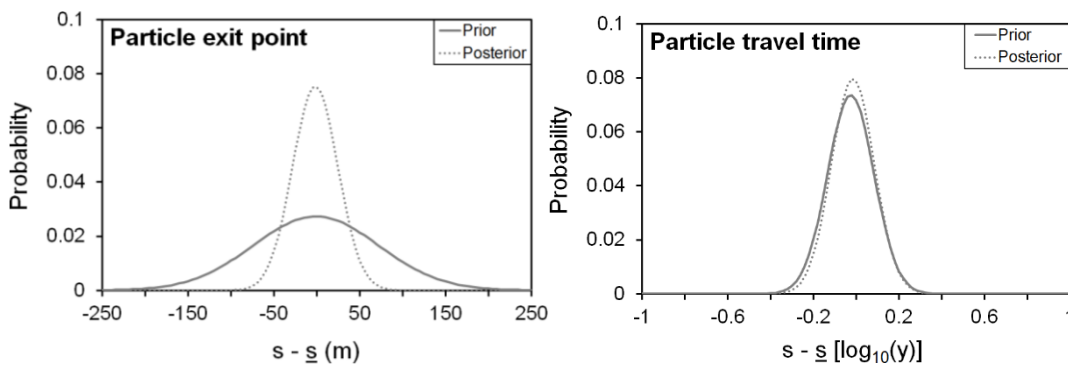 Particle exit point
Prior
Posterior
Probability
0.1
0.08
0.06
0.04
0.02
0
-250
-150
-50
50
150
250
s - s (m)
Particle travel time
Prior
Posterior
Probability
0.1
0.08
0.06
0.04
0.02
0
-1
-0.6
-0.2
0.2
0.6
1
s - s [log10(y)]